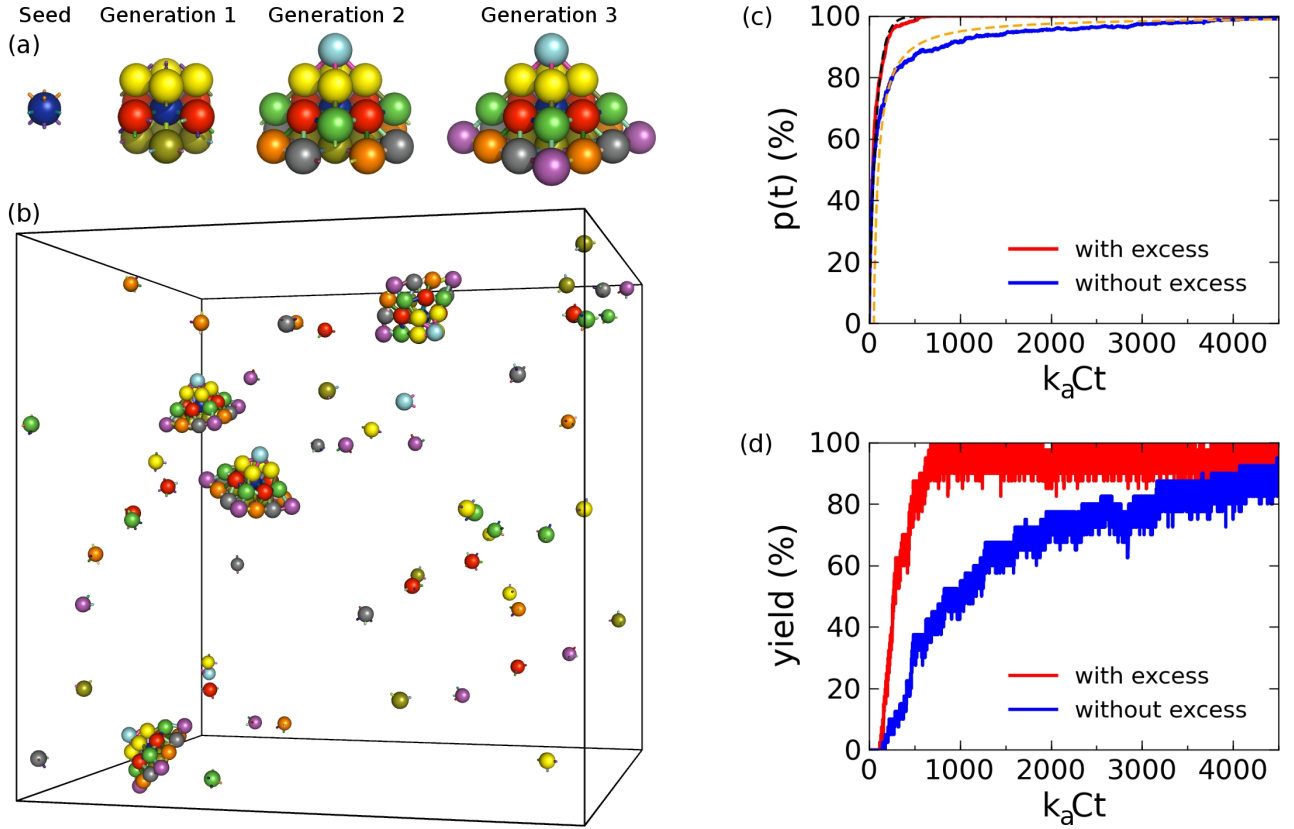 Seed Generation 1 Generation 2 Generation 3
(a)
(b)
(c)
100
80
60
40
20
0
p(t) (%)
with excess
without excess
0 1000 2000 3000 4000
kₐCt
(d)
100
80
60
40
20
0
yield (%)
with excess
without excess
0 1000 2000 3000 4000
kₐCt